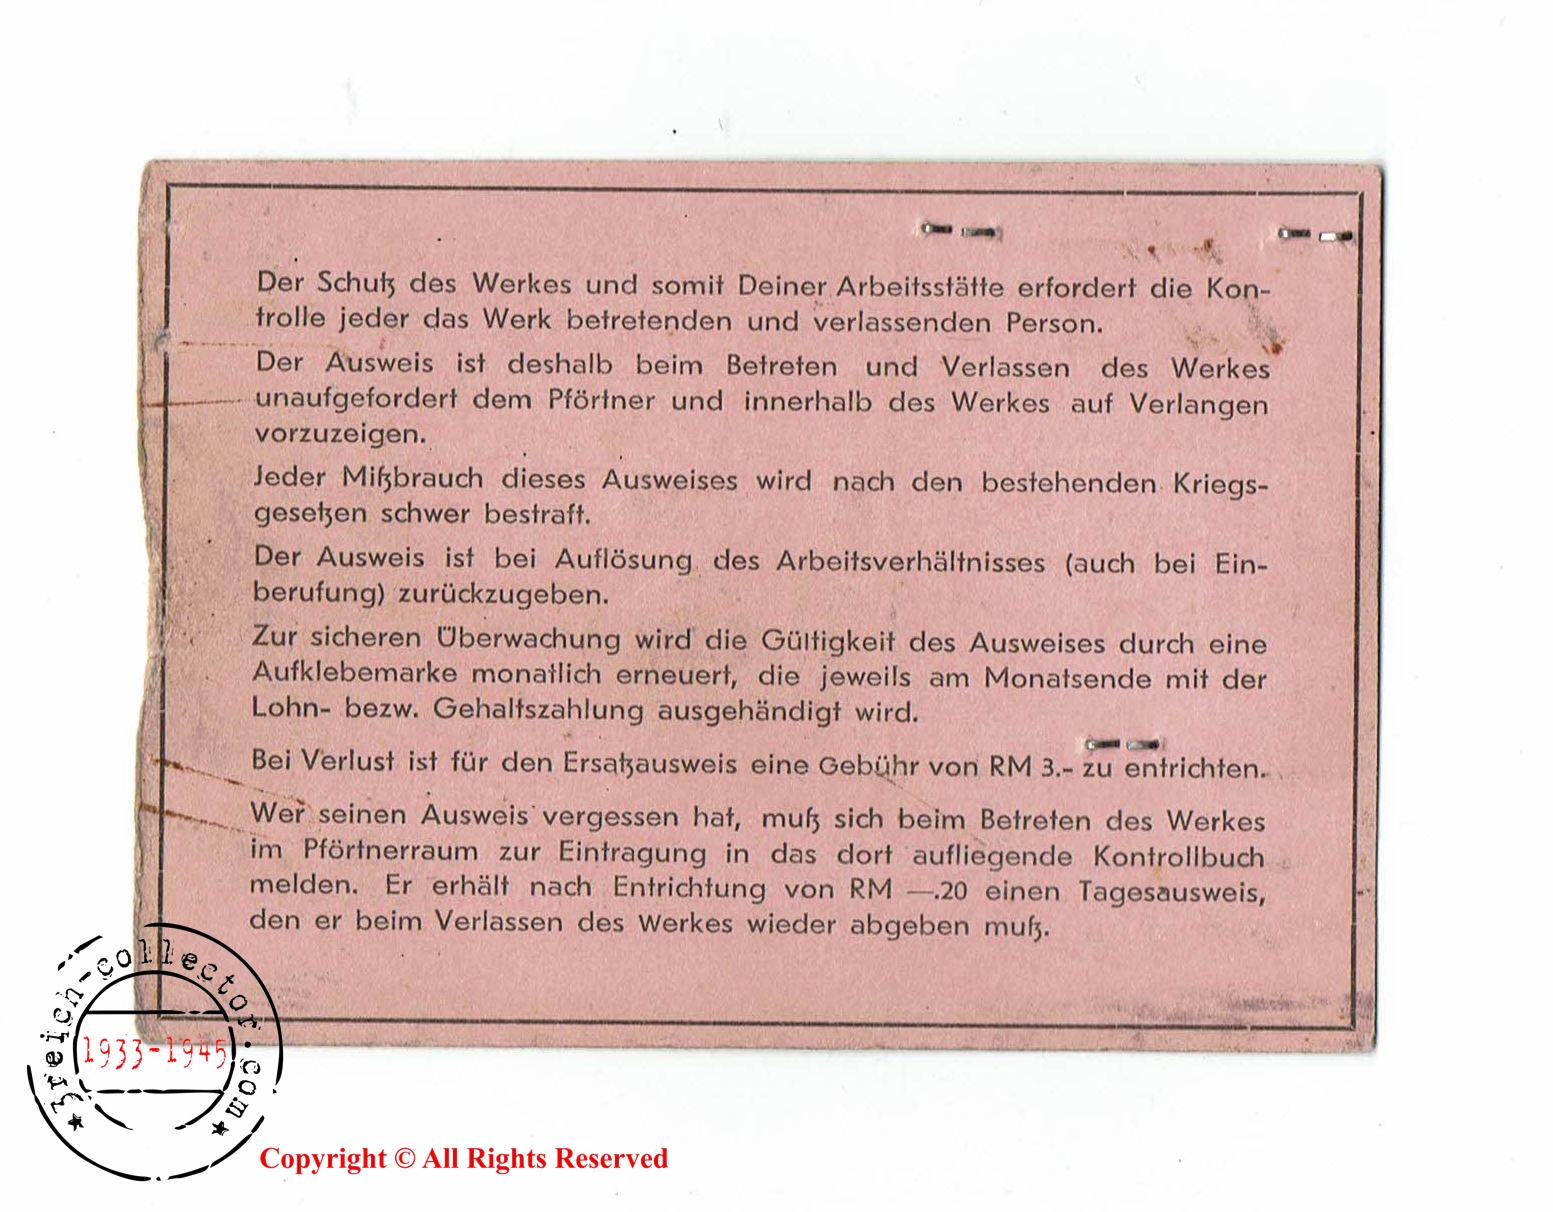 Der Schutz des Werkes und somit Deiner Arbeitsstätte erfordert die Kon-
trolle jeder das Werk betretenden und verlassenden Person.
Der Ausweis ist deshalb beim Betreten und Verlassen des Werkes
unaufgefordert dem Pförtner und innerhalb des Werkes auf Verlangen
vorzuzeigen.
Jeder Mißbrauch dieses Ausweises wird nach den bestehenden Kriegs-
gesetzen schwer bestraft.
Der Ausweis ist bei Auflösung des Arbeitsverhältnisses (auch bei Ein-
berufung) zurückzugeben.
Zur sicheren Überwachung wird die Gültigkeit des Ausweises durch eine
Aufklebemarke monatlich erneuert, die jeweils am Monatsende mit der
Lohn- bezw. Gehaltszahlung ausgehändigt wird.
Bei Verlust ist für den Ersatzausweis eine Gebühr von RM 3.- zu entrichten.
Wer seinen Ausweis vergessen hat, muß sich beim Betreten des Werkes
im Pförtnerraum zur Eintragung in das dort aufliegende Kontrollbuch
melden. Er erhält nach Entrichtung von RM —.20 einen Tagesausweis,
den er beim Verlassen des Werkes wieder abgeben muß.
★ 3reich-collector.com ★
1933-1945
Copyright © All Rights Reserved